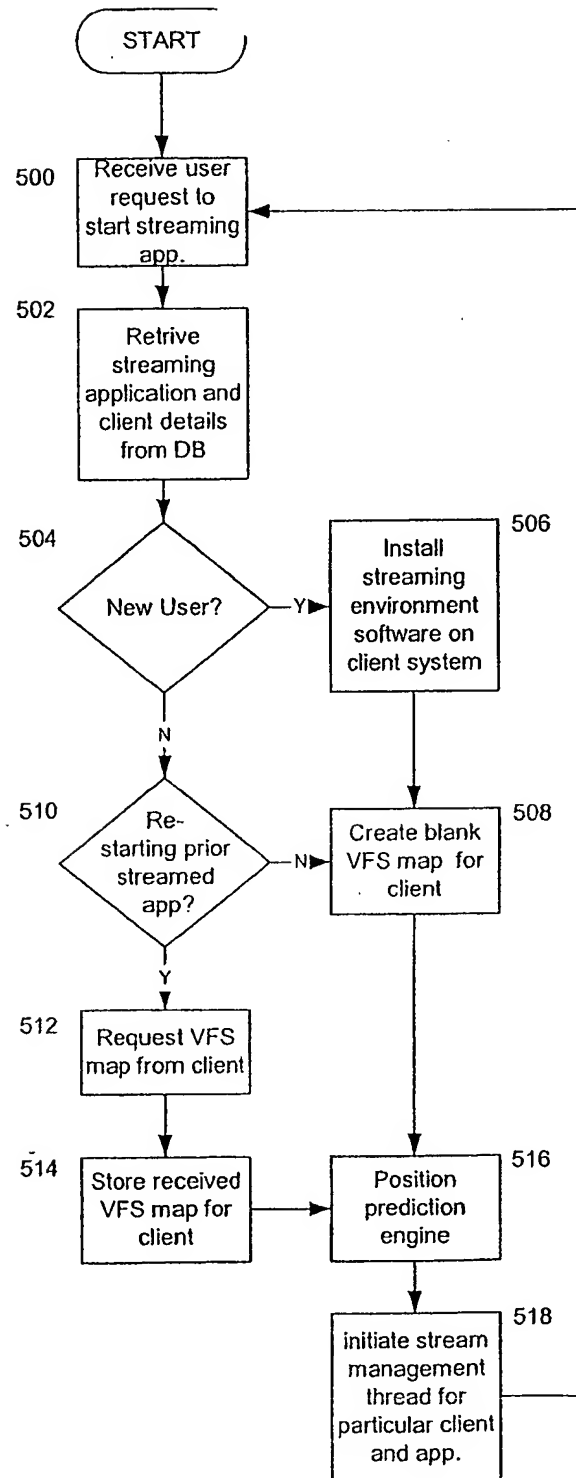 START
500
Receive user
request to
start streaming
app.
502
Retrive
streaming
application and
client details
from DB
504
New User?
Y
506
Install
streaming
environment
software on
client system
N
510
Re-
starting prior
streamed
app?
N
508
Create blank
VFS map for
client
Y
512
Request VFS
map from client
514
Store received
VFS map for
client
516
Position
prediction
engine
518
initiate stream
management
thread for
particular client
and app.